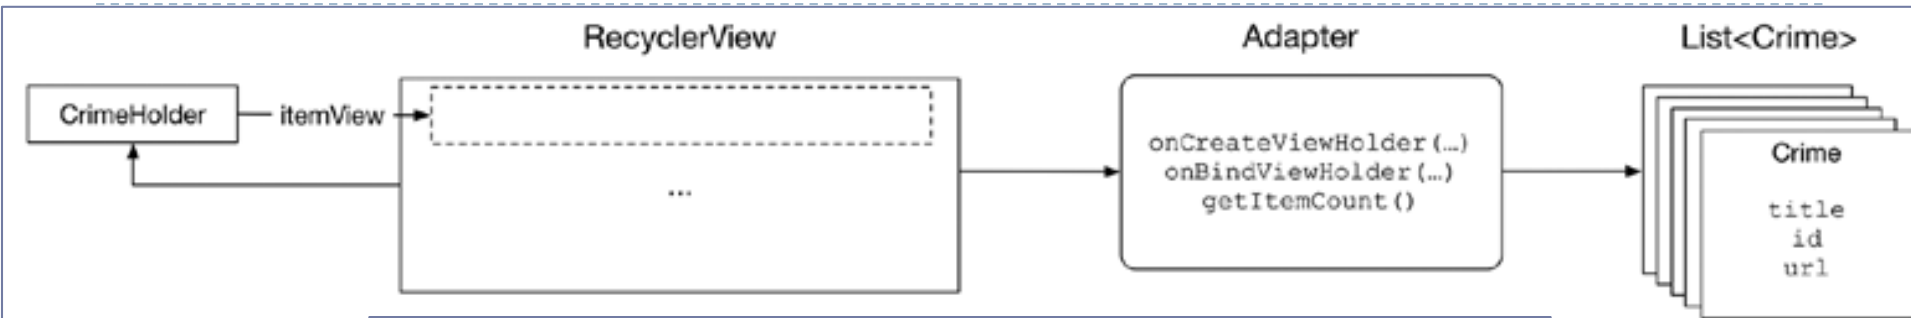 RecyclerView
Adapter
List<Crime>
CrimeHolder
itemView
...
onCreateViewHolder(…)
onBindViewHolder(…)
getItemCount()
Crime
title
id
url